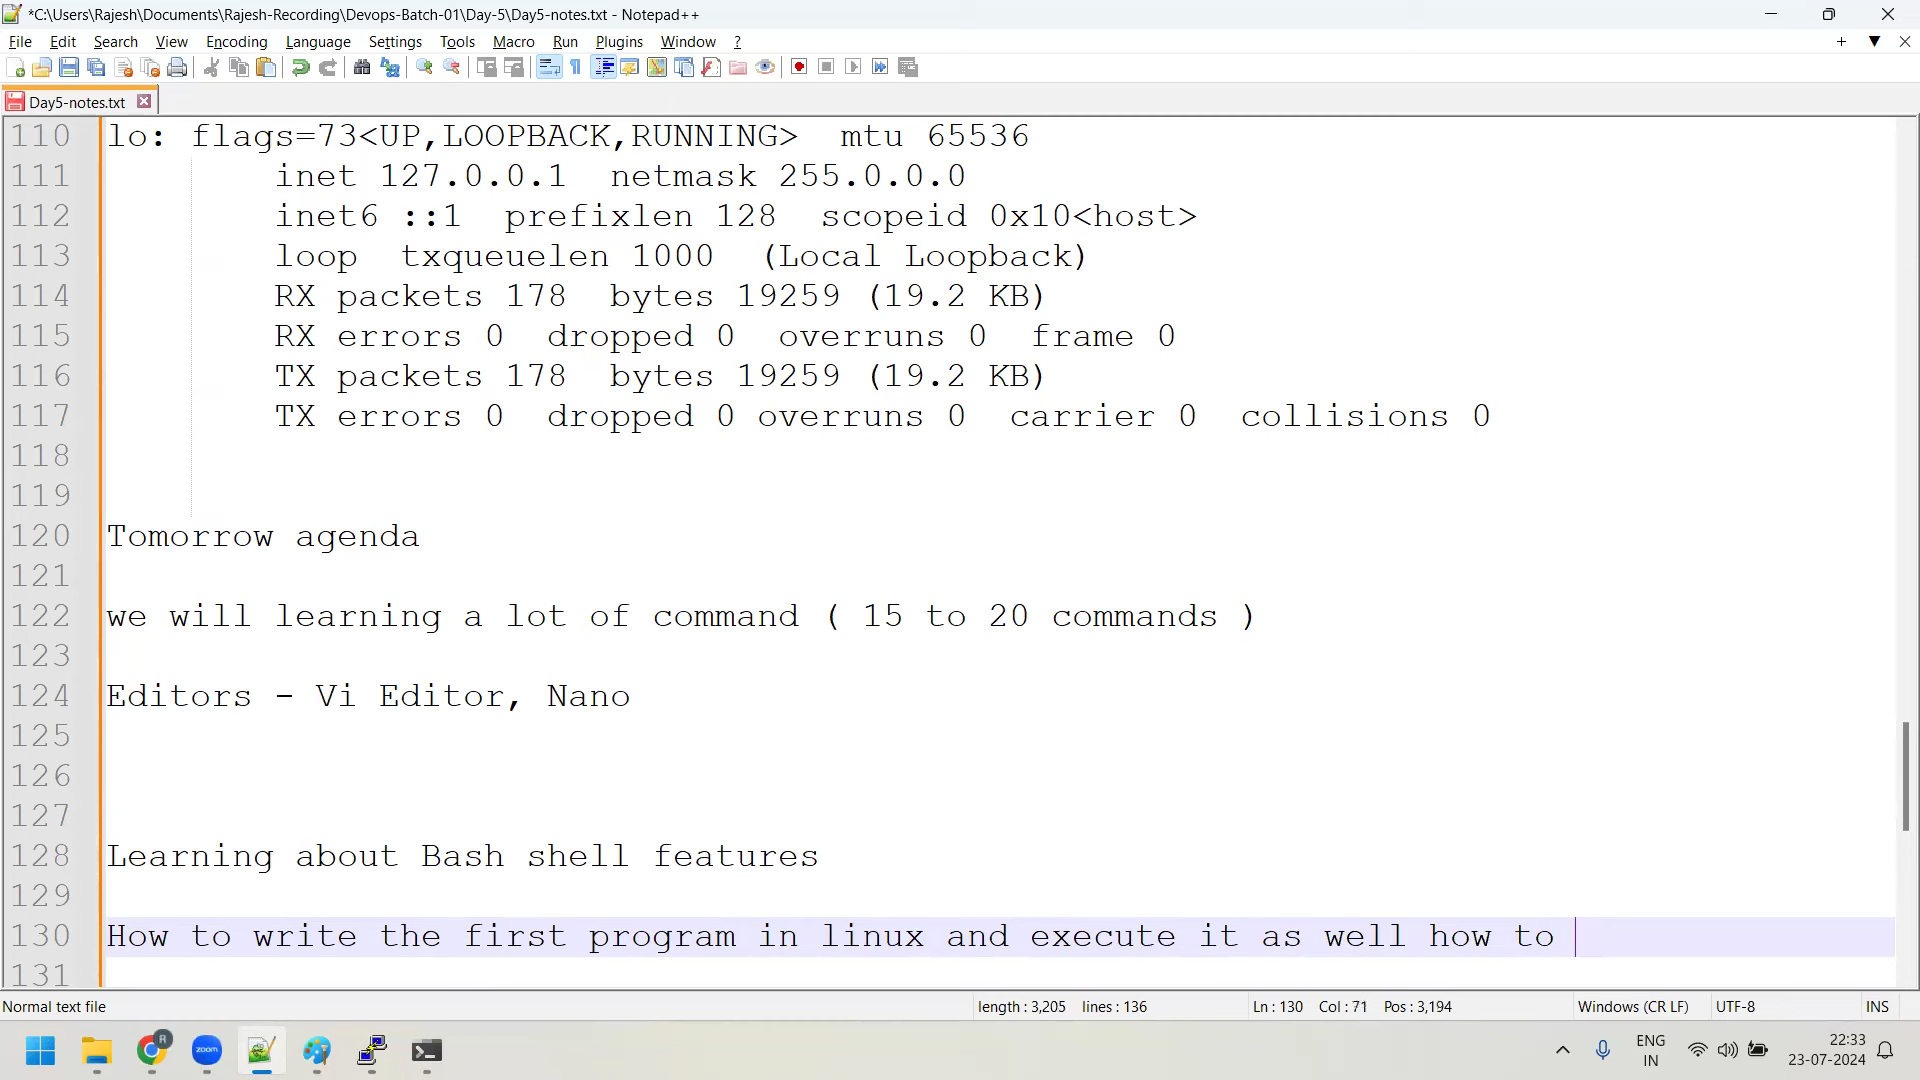 *C:\Users\Rajesh\Documents\Rajesh-Recording\Devops-Batch-01\Day-5\Day5-notes.txt - Notepad++
File Edit Search View Encoding Language Settings Tools Macro Run Plugins Window ?
Day5-notes.txt
110 lo: flags=73<UP,LOOPBACK,RUNNING>  mtu 65536
111         inet 127.0.0.1  netmask 255.0.0.0
112         inet6 ::1  prefixlen 128  scopeid 0x10<host>
113         loop  txqueuelen 1000  (Local Loopback)
114         RX packets 178  bytes 19259 (19.2 KB)
115         RX errors 0  dropped 0  overruns 0  frame 0
116         TX packets 178  bytes 19259 (19.2 KB)
117         TX errors 0  dropped 0 overruns 0  carrier 0  collisions 0
118
119
120 Tomorrow agenda
121
122 we will learning a lot of command ( 15 to 20 commands )
123
124 Editors - Vi Editor, Nano
125
126
127
128 Learning about Bash shell features
129
130 How to write the first program in linux and execute it as well how to
131
Normal text file length : 3,205 lines : 136 Ln : 130 Col : 71 Pos : 3,194 Windows (CR LF) UTF-8 INS
R
zoom
ENG
IN
22:33
23-07-2024